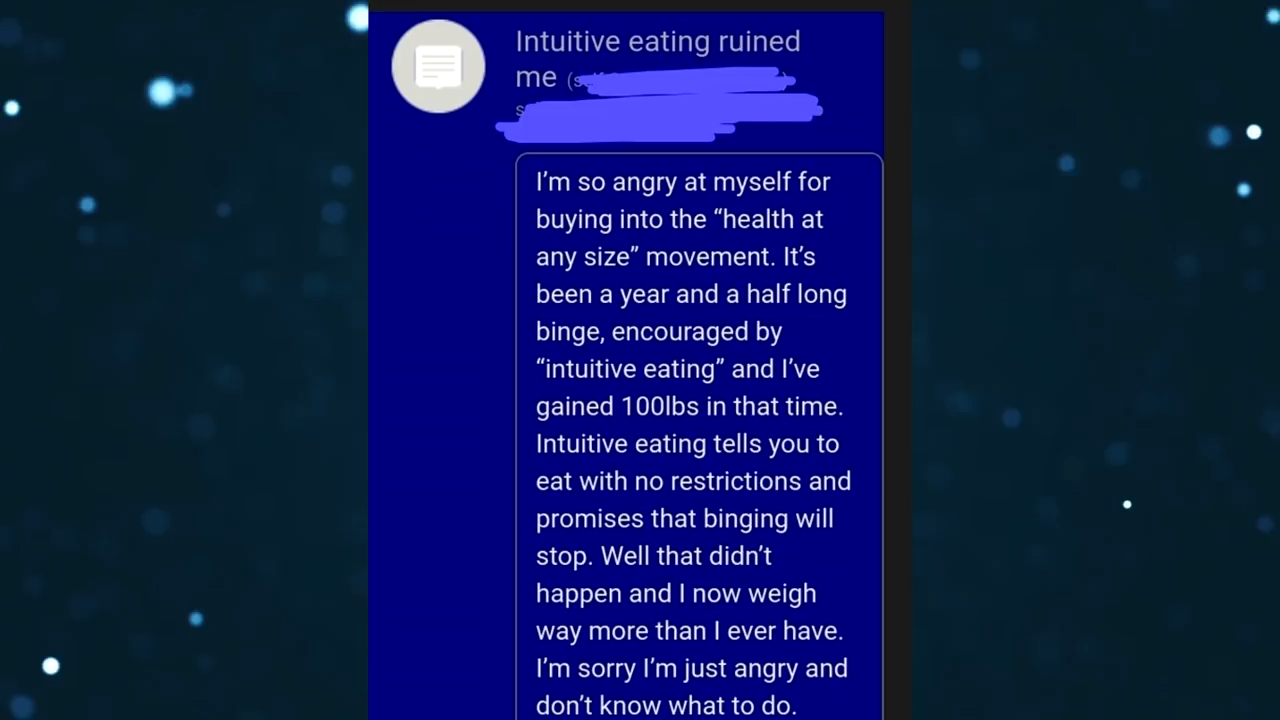 Intuitive eating ruined
me
I’m so angry at myself for
buying into the “health at
any size” movement. It’s
been a year and a half long
binge, encouraged by
“intuitive eating” and I’ve
gained 100lbs in that time.
Intuitive eating tells you to
eat with no restrictions and
promises that binging will
stop. Well that didn’t
happen and I now weigh
way more than I ever have.
I’m sorry I’m just angry and
don’t know what to do.